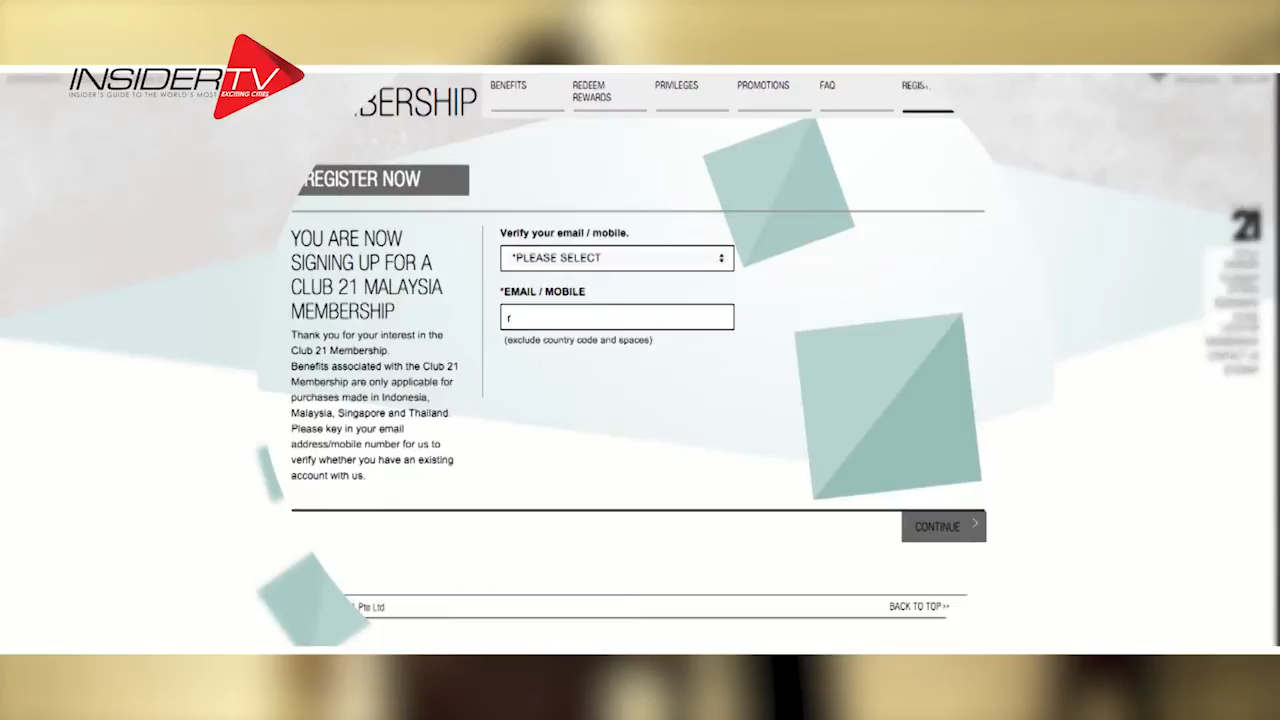 INSIDERTV
INSIDER'S GUIDE TO THE WORLD'S MOST EXCITING CITIES
BERSHIP
BENEFITS
REDEEM
REWARDS
PRIVILEGES
PROMOTIONS
FAQ
REGIS
REGISTER NOW
YOU ARE NOW
SIGNING UP FOR A
CLUB 21 MALAYSIA
MEMBERSHIP
Thank you for your interest in the
Club 21 Membership.
Benefits associated with the Club 21
Membership are only applicable for
purchases made in Indonesia,
Malaysia, Singapore and Thailand.
Please key in your email
address/mobile number for us to
verify whether you have an existing
account with us.
Verify your email / mobile.
*PLEASE SELECT
*EMAIL / MOBILE
r
(exclude country code and spaces)
21
CONTINUE
Pte Ltd
BACK TO TOP >>